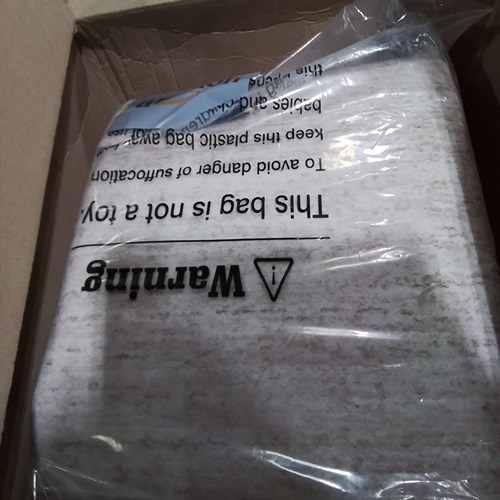 Warning
This bag is not a toy.
To avoid danger of suffocation
keep this plastic bag away
babies and children
this